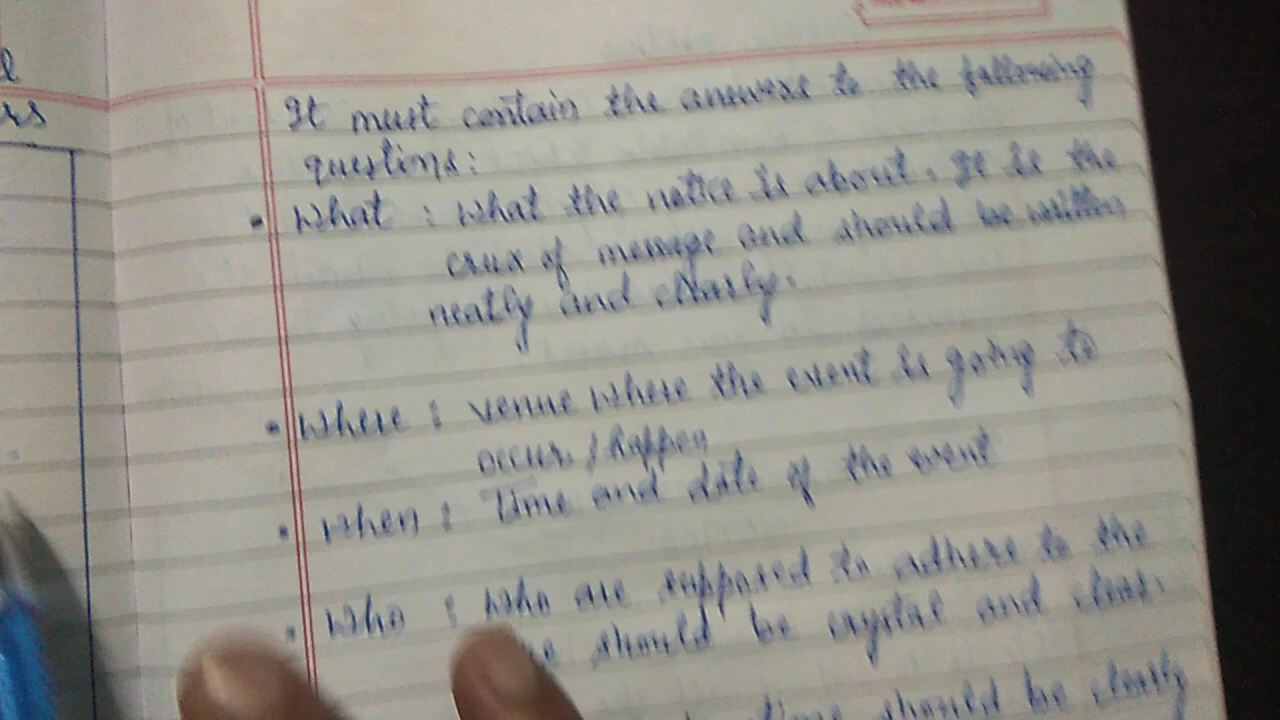 e
rs
It must contain the answers to the following
questions:
• What : What the notice is about. It is the
crux of message and should be written
neatly and clearly.
• Where : venue where the event is going to
occur / happen
• When : Time and date of the event
• Who : Who are supposed to adhere to the
should be crystal and clear.
should be clearly